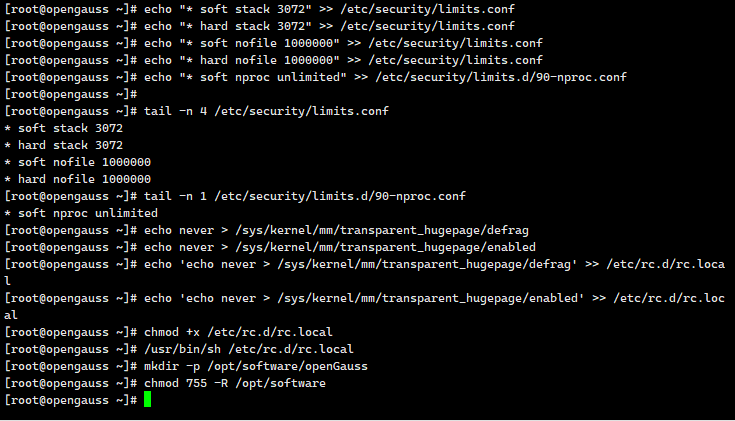 [root@opengauss ~]# echo "* soft stack 3072" >> /etc/security/limits.conf
[root@opengauss ~]# echo "* hard stack 3072" >> /etc/security/limits.conf
[root@opengauss ~]# echo "* soft nofile 1000000" >> /etc/security/limits.conf
[root@opengauss ~]# echo "* hard nofile 1000000" >> /etc/security/limits.conf
[root@opengauss ~]# echo "* soft nproc unlimited" >> /etc/security/limits.d/90-nproc.conf
[root@opengauss ~]#
[root@opengauss ~]# tail -n 4 /etc/security/limits.conf
* soft stack 3072
* hard stack 3072
* soft nofile 1000000
* hard nofile 1000000
[root@opengauss ~]# tail -n 1 /etc/security/limits.d/90-nproc.conf
* soft nproc unlimited
[root@opengauss ~]# echo never > /sys/kernel/mm/transparent_hugepage/defrag
[root@opengauss ~]# echo never > /sys/kernel/mm/transparent_hugepage/enabled
[root@opengauss ~]# echo 'echo never > /sys/kernel/mm/transparent_hugepage/defrag' >> /etc/rc.d/rc.loca
l
[root@opengauss ~]# echo 'echo never > /sys/kernel/mm/transparent_hugepage/enabled' >> /etc/rc.d/rc.loc
al
[root@opengauss ~]# chmod +x /etc/rc.d/rc.local
[root@opengauss ~]# /usr/bin/sh /etc/rc.d/rc.local
[root@opengauss ~]# mkdir -p /opt/software/openGauss
[root@opengauss ~]# chmod 755 -R /opt/software
[root@opengauss ~]#